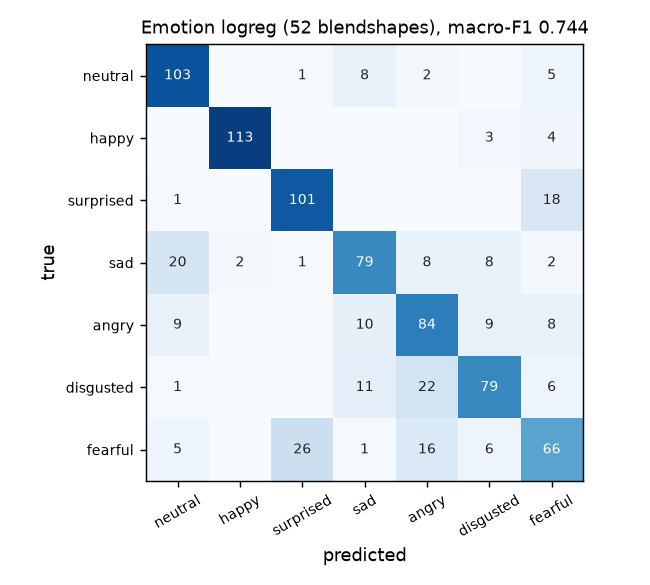 Emotion logreg (52 blendshapes), macro-F1 0.744
true
neutral 103 1 8 2 5
happy 113 3 4
surprised 1 101 18
sad 20 2 1 79 8 8 2
angry 9 10 84 9 8
disgusted 1 11 22 79 6
fearful 5 26 1 16 6 66
neutral happy surprised sad angry disgusted fearful
predicted